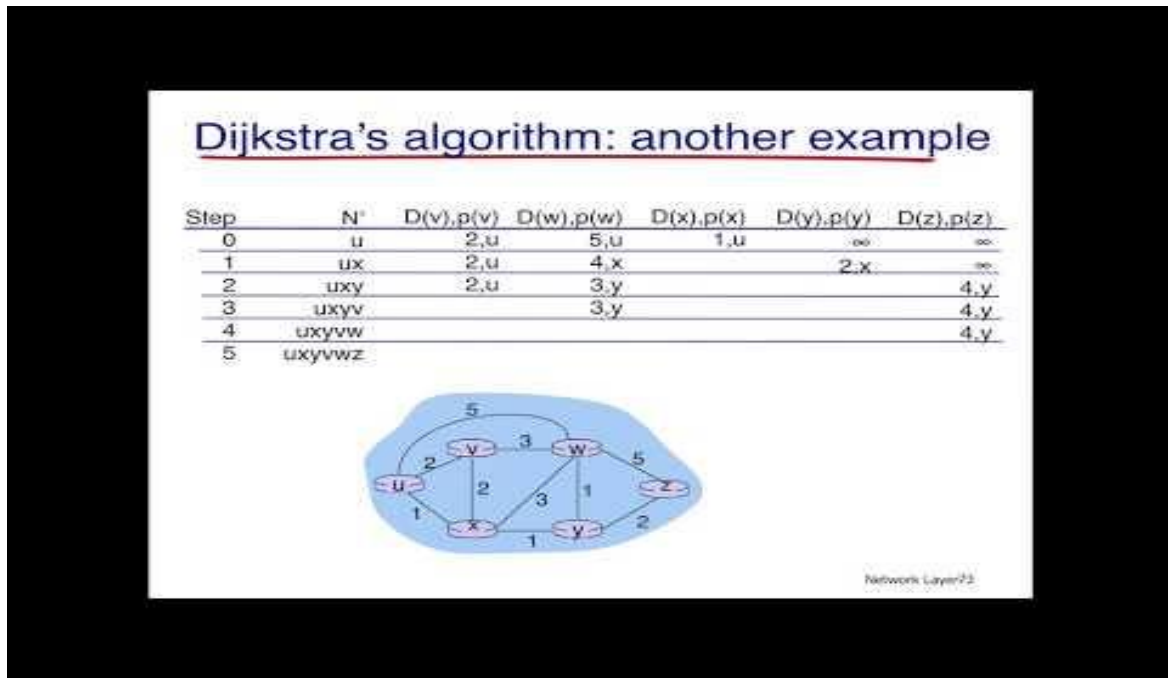 Dijkstra's algorithm: another example
Step N' D(v),p(v) D(w),p(w) D(x),p(x) D(y),p(y) D(z),p(z)
0 u 2,u 5,u 1,u ∞ ∞
1 ux 2,u 4,x 2,x ∞
2 uxy 2,u 3,y 4,y
3 uxyv 3,y 4,y
4 uxyvw 4,y
5 uxyvwz
5
v 3 w
2 5
u 2 3 1 z
1 2
x 1 y
Network Layer73